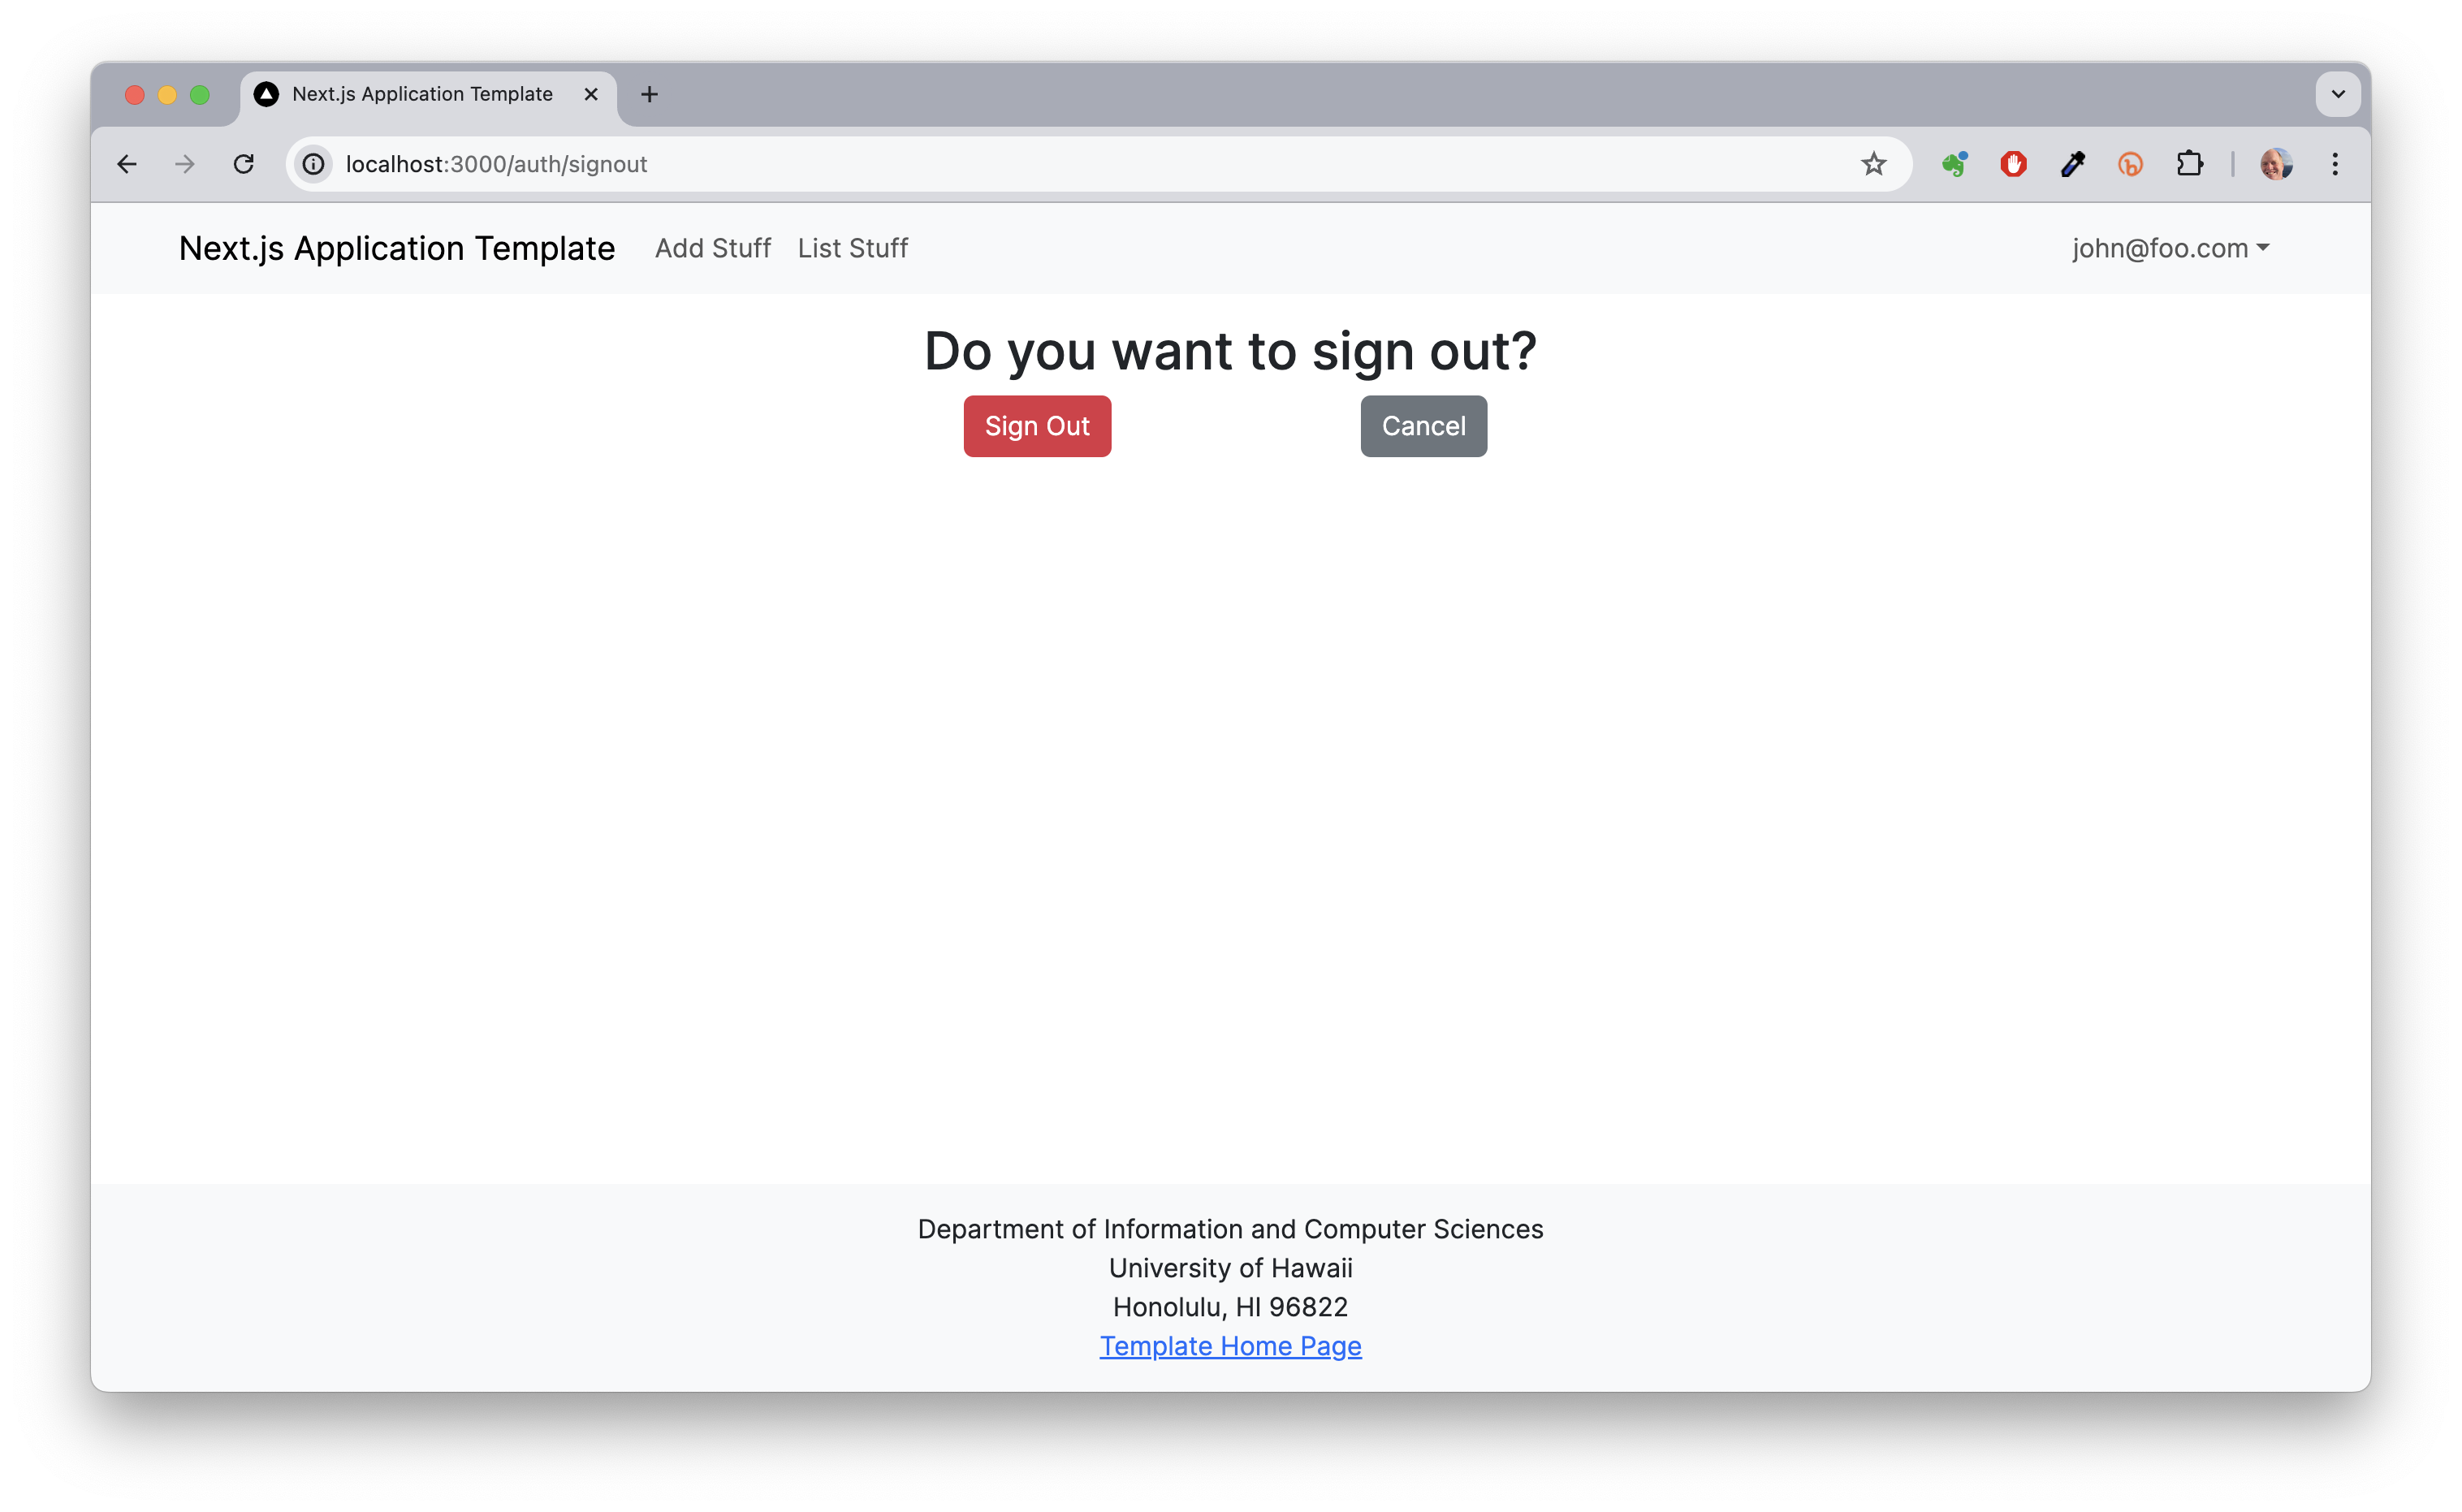 Next.js Application Template
localhost:3000/auth/signout
Next.js Application Template Add Stuff List Stuff john@foo.com
Do you want to sign out?
Sign Out Cancel
Department of Information and Computer Sciences
University of Hawaii
Honolulu, HI 96822
Template Home Page